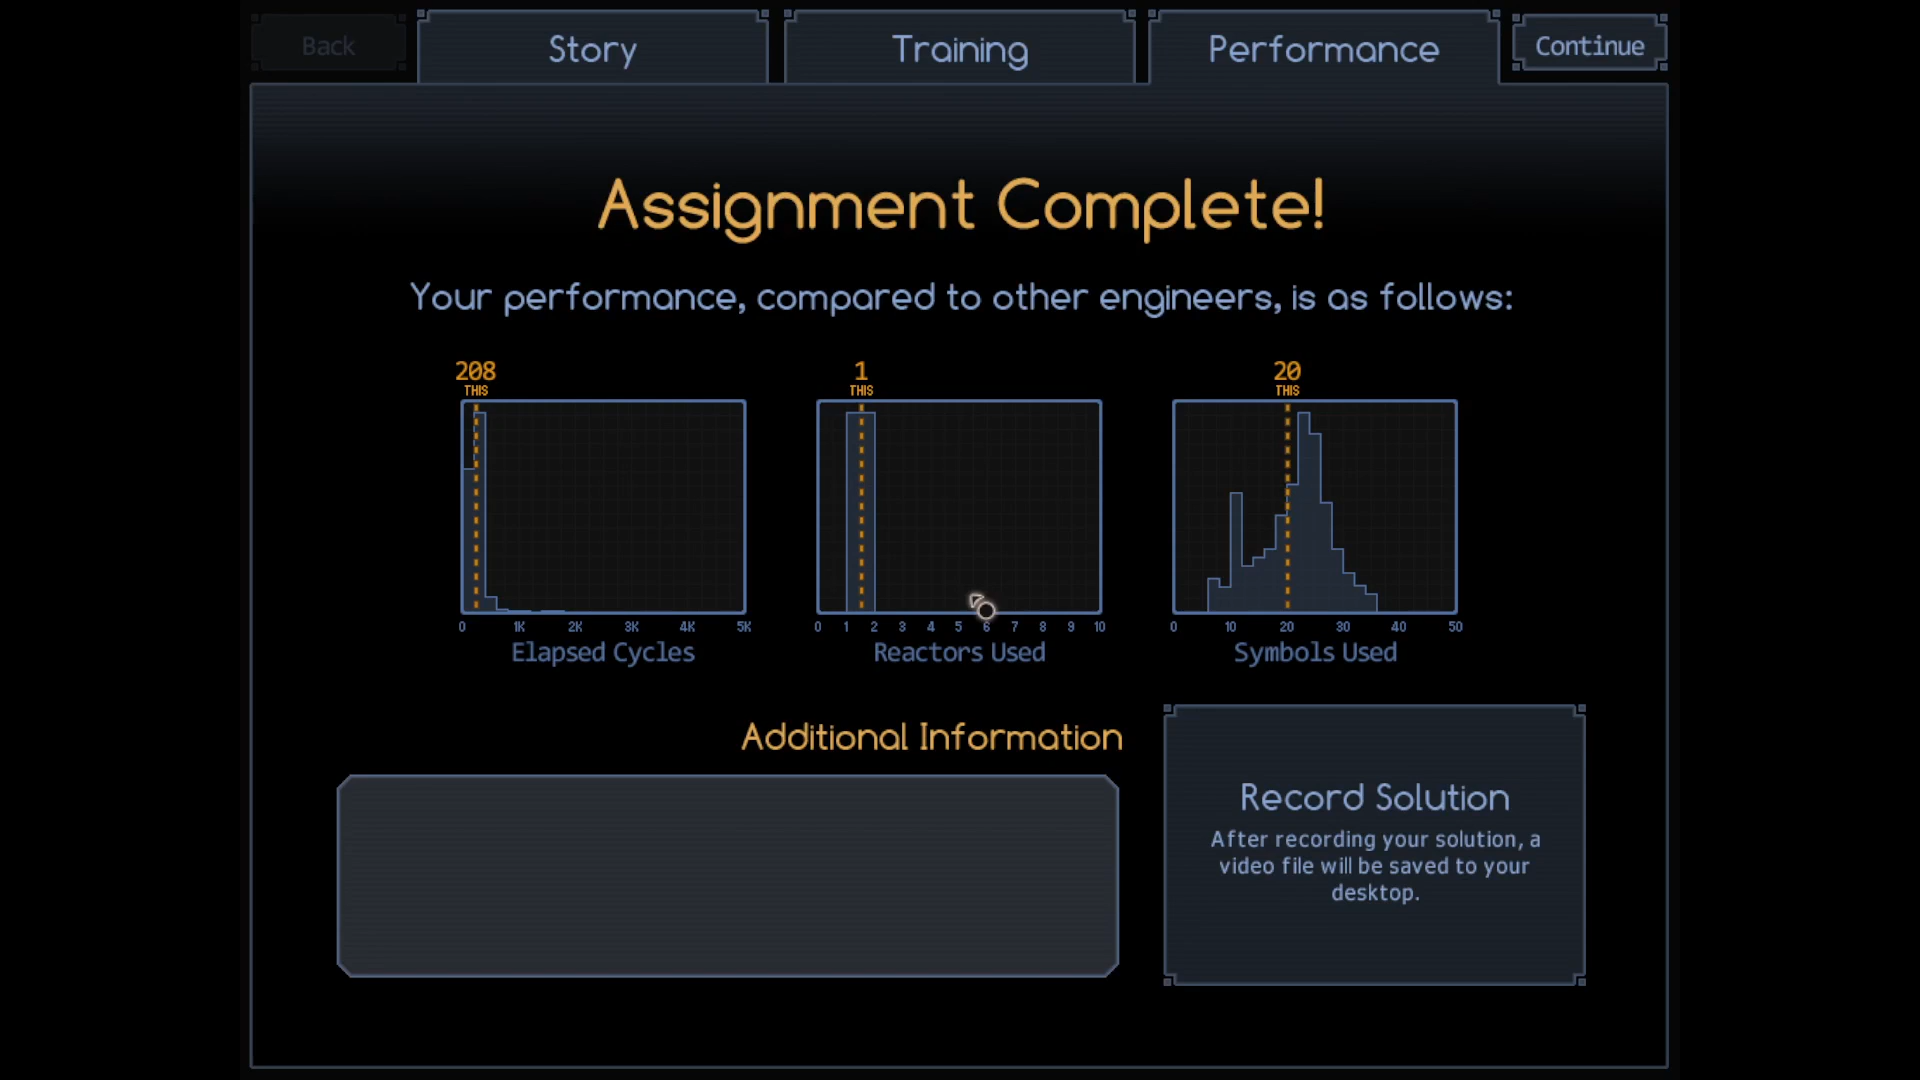 Back
Story
Training
Performance
Continue
Assignment Complete!
Your performance, compared to other engineers, is as follows:
208
THIS
1
THIS
20
THIS
0 1K 2K 3K 4K 5K
0 1 2 3 4 5 6 7 8 9 10
0 10 20 30 40 50
Elapsed Cycles
Reactors Used
Symbols Used
Additional Information
Record Solution
After recording your solution, a
video file will be saved to your
desktop.